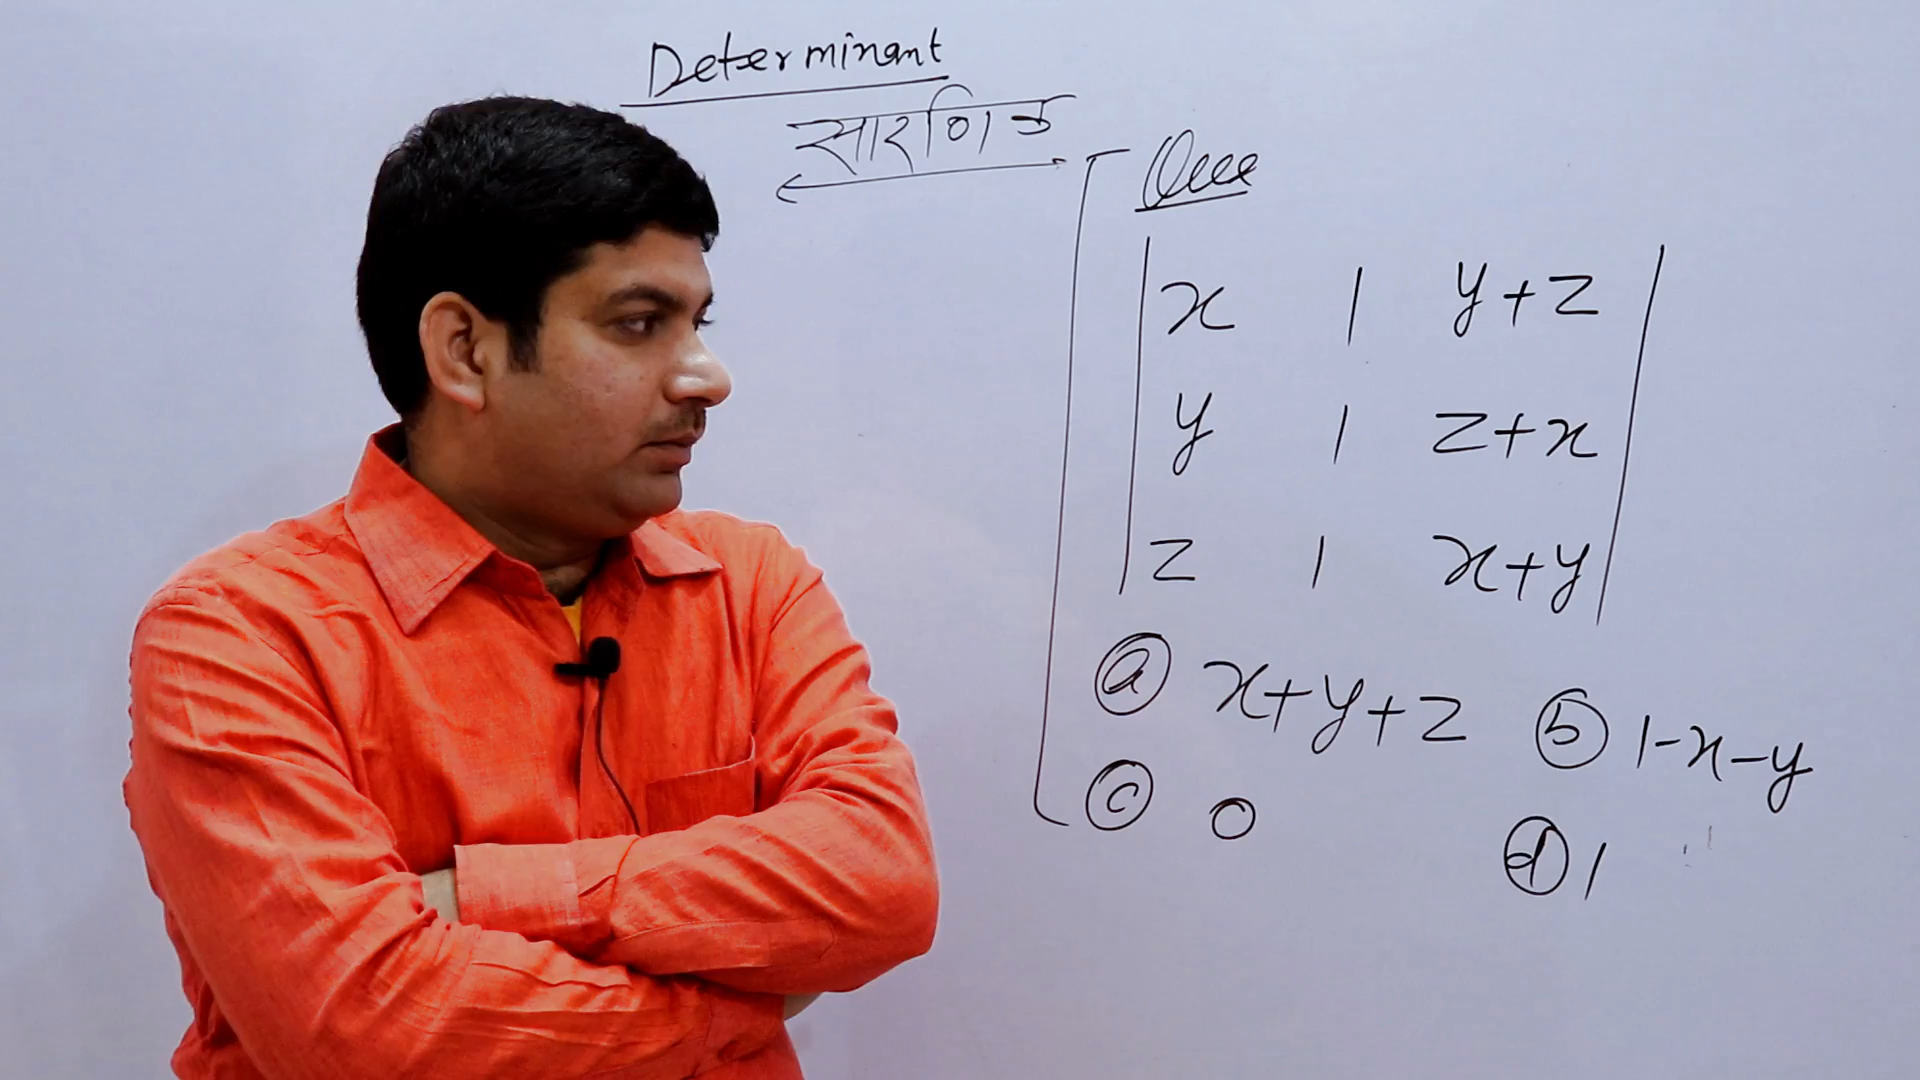 Determinant
सारणिक
Que
x 1 y+z
y 1 z+x
z 1 x+y
(a) x+y+z (b) 1-x-y
(c) 0 (d) 1